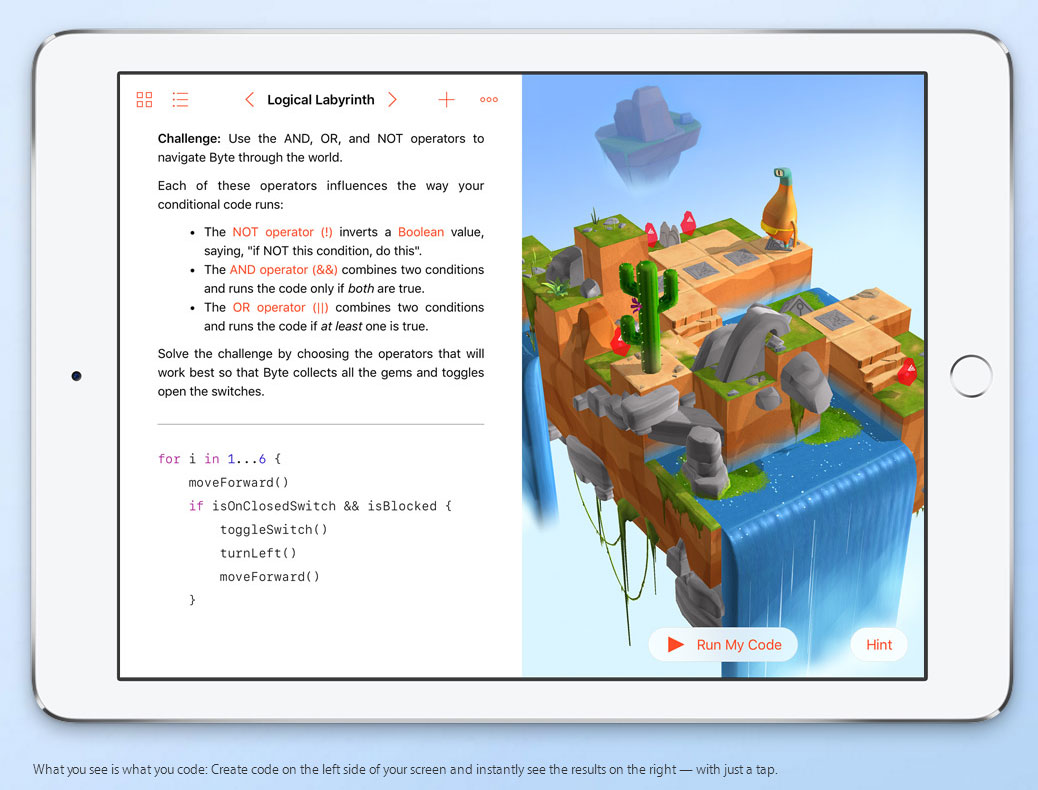 Logical Labyrinth
Challenge: Use the AND, OR, and NOT operators to
navigate Byte through the world.
Each of these operators influences the way your
conditional code runs:
• The NOT operator (!) inverts a Boolean value,
saying, "if NOT this condition, do this".
• The AND operator (&&) combines two conditions
and runs the code only if both are true.
• The OR operator (||) combines two conditions
and runs the code if at least one is true.
Solve the challenge by choosing the operators that will
work best so that Byte collects all the gems and toggles
open the switches.
for i in 1...6 {
    moveForward()
    if isOnClosedSwitch && isBlocked {
        toggleSwitch()
        turnLeft()
        moveForward()
    }
Run My Code
Hint
What you see is what you code: Create code on the left side of your screen and instantly see the results on the right — with just a tap.